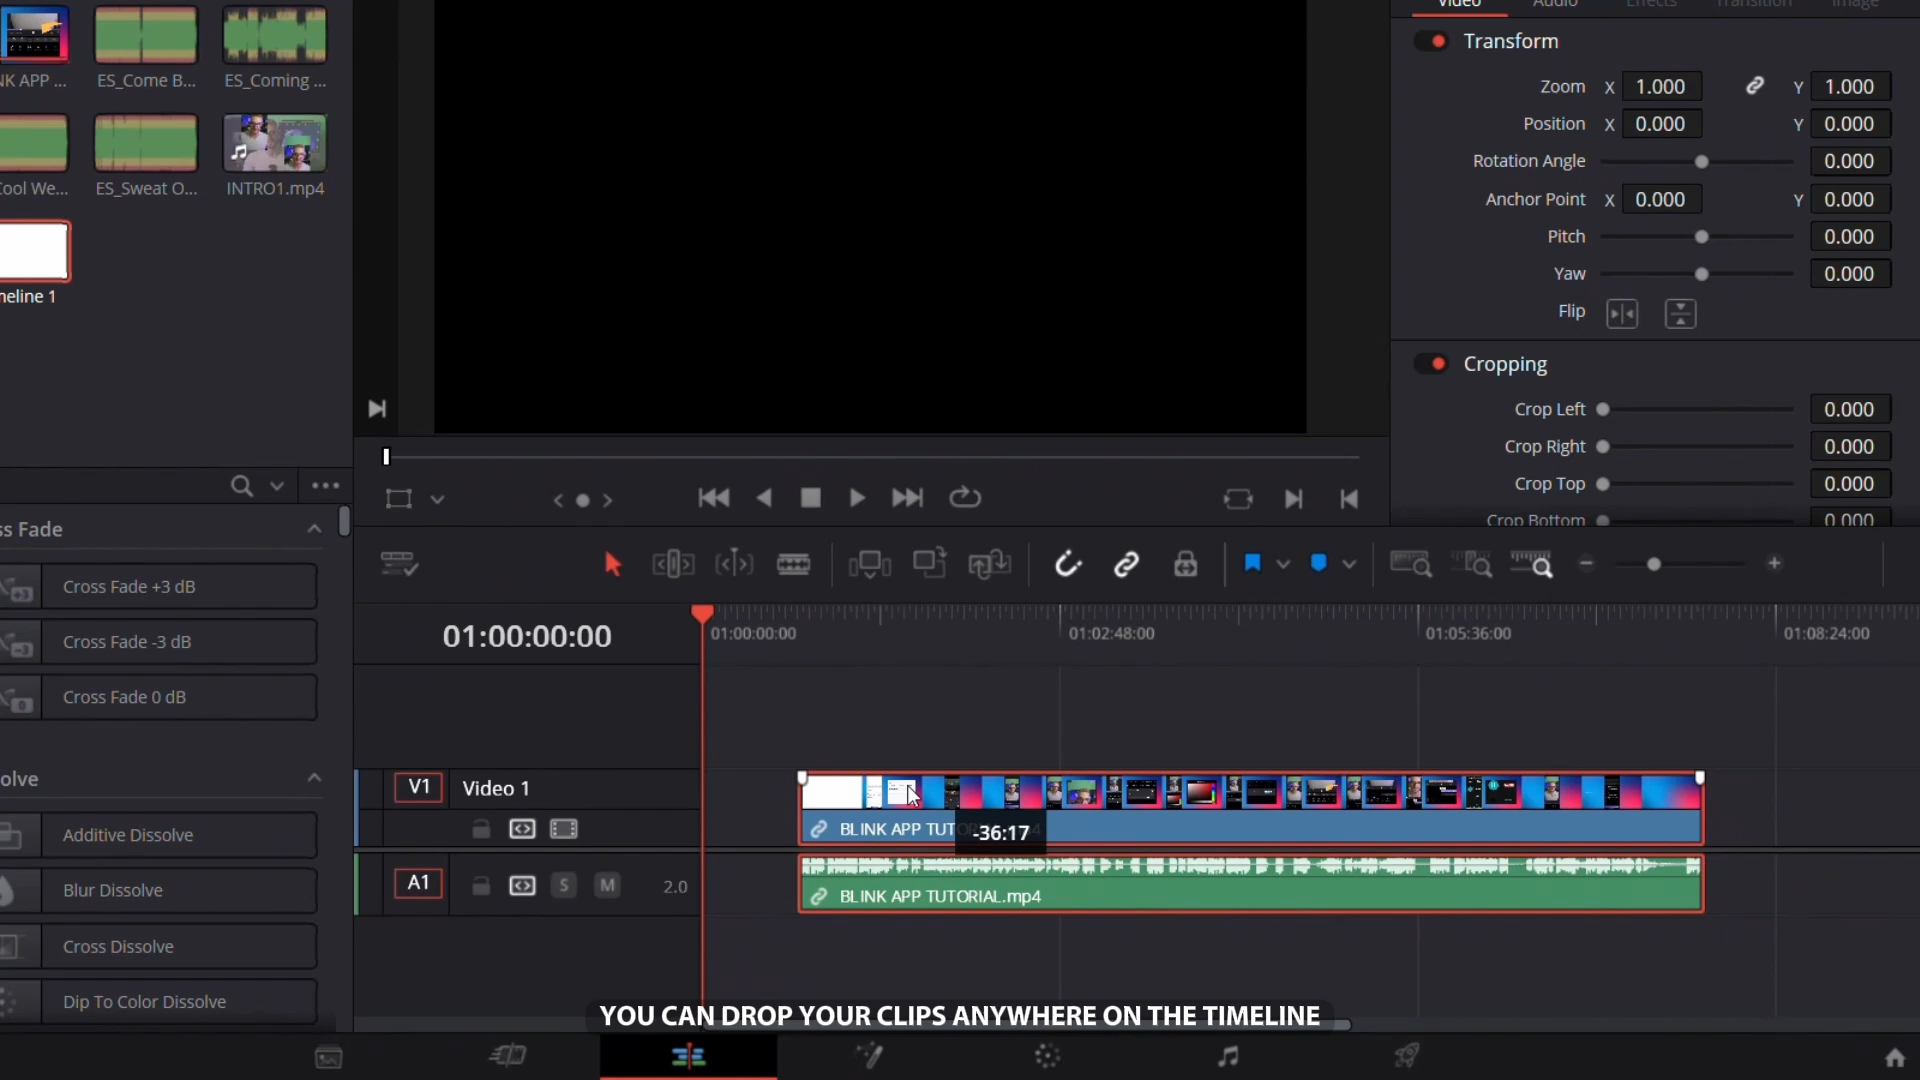 Video Audio Effects Transition Image
NK APP ...
ES_Come B...
ES_Coming ...
Cool We...
ES_Sweat O...
INTRO1.mp4
meline 1
Transform
Zoom X 1.000 Y 1.000
Position X 0.000 Y 0.000
Rotation Angle 0.000
Anchor Point X 0.000 Y 0.000
Pitch 0.000
Yaw 0.000
Flip
Cropping
Crop Left 0.000
Crop Right 0.000
Crop Top 0.000
Crop Bottom 0.000
ss Fade
Cross Fade +3 dB
Cross Fade -3 dB
Cross Fade 0 dB
olve
Additive Dissolve
Blur Dissolve
Cross Dissolve
Dip To Color Dissolve
01:00:00:00
01:00:00:00 01:02:48:00 01:05:36:00 01:08:24:00
V1 Video 1
BLINK APP TUTO
-36:17
A1 S M 2.0
BLINK APP TUTORIAL.mp4
YOU CAN DROP YOUR CLIPS ANYWHERE ON THE TIMELINE